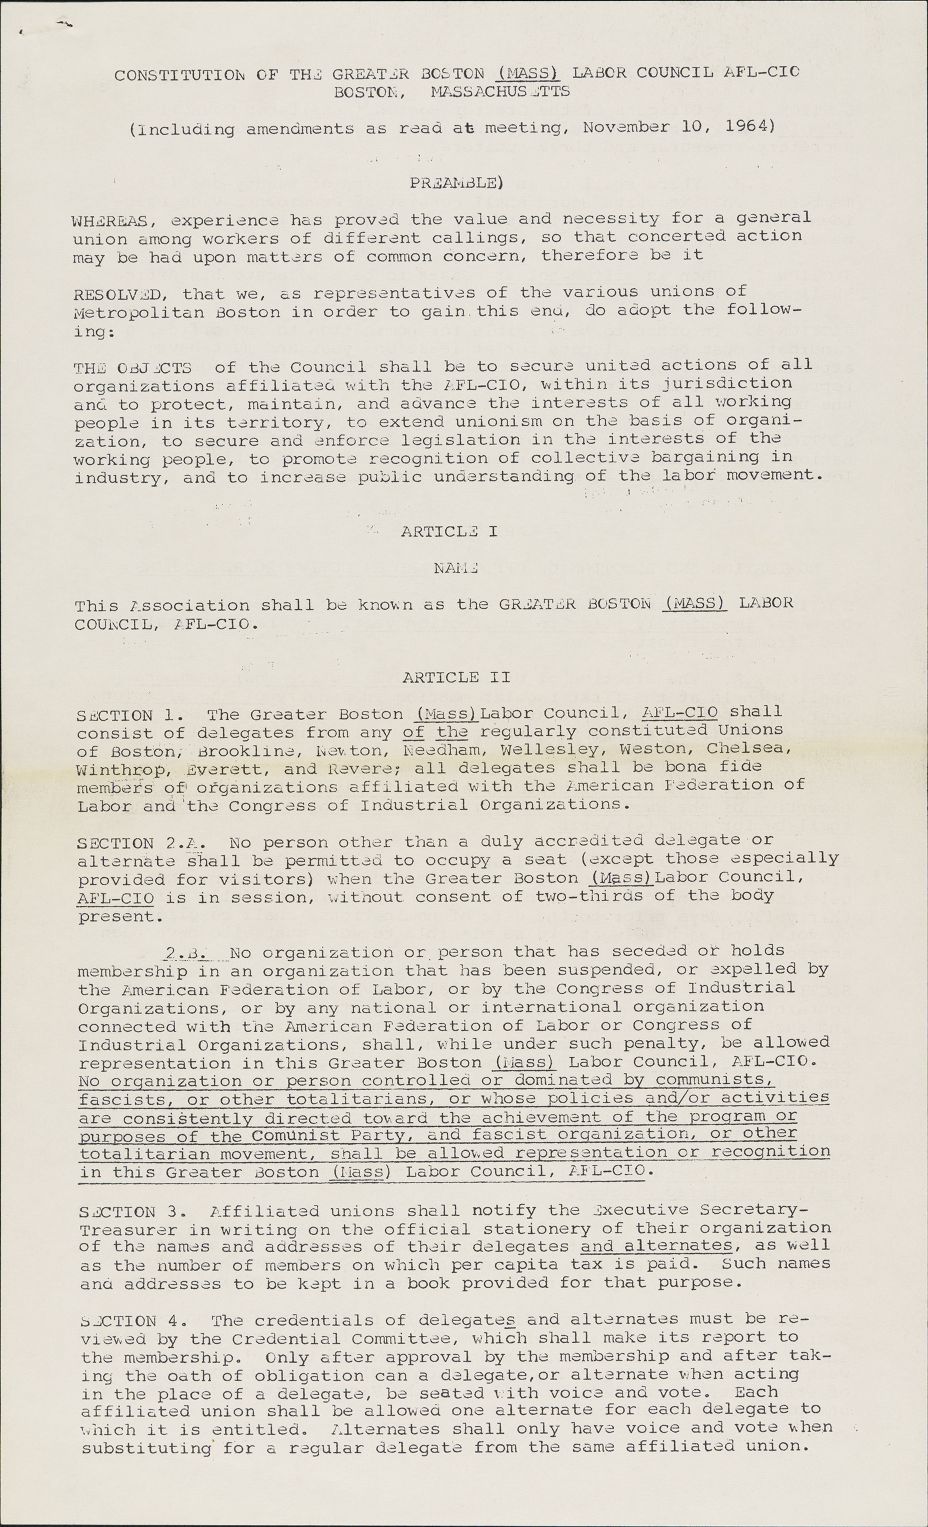 CONSTITUTION OF THE GREATER BOSTON (MASS) LABOR COUNCIL AFL-CIO
BOSTON, MASSACHUSETTS
(Including amendments as read at meeting, November 10, 1964)
PREAMBLE)
WHEREAS, experience has proved the value and necessity for a general
union among workers of different callings, so that concerted action
may be had upon matters of common concern, therefore be it
RESOLVED, that we, as representatives of the various unions of
Metropolitan Boston in order to gain this end, do adopt the follow-
ing:
THE OBJECTS of the Council shall be to secure united actions of all
organizations affiliated with the AFL-CIO, within its jurisdiction
and to protect, maintain, and advance the interests of all working
people in its territory, to extend unionism on the basis of organi-
zation, to secure and enforce legislation in the interests of the
working people, to promote recognition of collective bargaining in
industry, and to increase public understanding of the labor movement.
ARTICLE I
NAME
This Association shall be known as the GREATER BOSTON (MASS) LABOR
COUNCIL, AFL-CIO.
ARTICLE II
SECTION 1. The Greater Boston (Mass)Labor Council, AFL-CIO shall
consist of delegates from any of the regularly constituted Unions
of Boston, Brookline, Newton, Needham, Wellesley, Weston, Chelsea,
Winthrop, Everett, and Revere; all delegates shall be bona fide
members of organizations affiliated with the American Federation of
Labor and the Congress of Industrial Organizations.
SECTION 2.A. No person other than a duly accredited delegate or
alternate shall be permitted to occupy a seat (except those especially
provided for visitors) when the Greater Boston (Mass)Labor Council,
AFL-CIO is in session, without consent of two-thirds of the body
present.
2.B. No organization or person that has seceded or holds
membership in an organization that has been suspended, or expelled by
the American Federation of Labor, or by the Congress of Industrial
Organizations, or by any national or international organization
connected with the American Federation of Labor or Congress of
Industrial Organizations, shall, while under such penalty, be allowed
representation in this Greater Boston (Mass) Labor Council, AFL-CIO.
No organization or person controlled or dominated by communists,
fascists, or other totalitarians, or whose policies and/or activities
are consistently directed toward the achievement of the program or
purposes of the Comunist Party, and fascist organization, or other
totalitarian movement, shall be allowed representation or recognition
in this Greater Boston (Mass) Labor Council, AFL-CIO.
SECTION 3. Affiliated unions shall notify the Executive Secretary-
Treasurer in writing on the official stationery of their organization
of the names and addresses of their delegates and alternates, as well
as the number of members on which per capita tax is paid. Such names
and addresses to be kept in a book provided for that purpose.
SECTION 4. The credentials of delegates and alternates must be re-
viewed by the Credential Committee, which shall make its report to
the membership. Only after approval by the membership and after tak-
ing the oath of obligation can a delegate,or alternate when acting
in the place of a delegate, be seated with voice and vote. Each
affiliated union shall be allowed one alternate for each delegate to
which it is entitled. Alternates shall only have voice and vote when
substituting for a regular delegate from the same affiliated union.